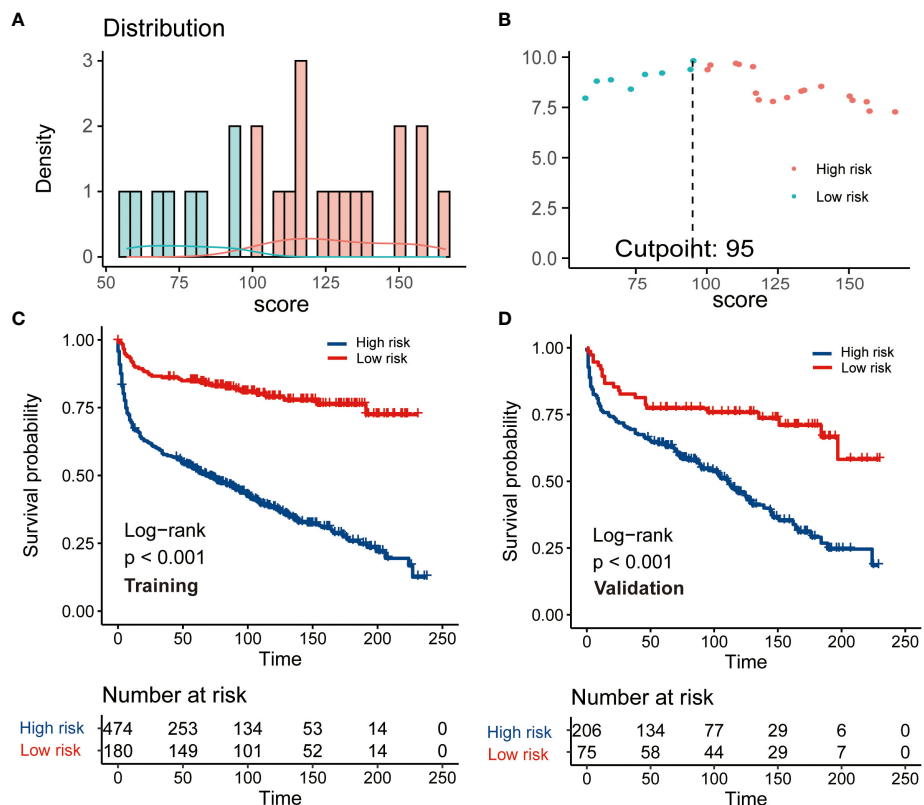 A
Distribution
3
2
1
0
Density
50 75 100 125 150
score
B
10.0
7.5
5.0
2.5
0.0
High risk
Low risk
Cutpoint: 95
75 100 125 150
score
C
1.00
0.75
0.50
0.25
0.00
Survival probability
High risk
Low risk
Log−rank
p < 0.001
Training
0 50 100 150 200 250
Time
Number at risk
High risk 474 253 134 53 14 0
Low risk 180 149 101 52 14 0
0 50 100 150 200 250
Time
D
1.00
0.75
0.50
0.25
0.00
Survival probability
High risk
Low risk
Log−rank
p < 0.001
Validation
0 50 100 150 200 250
Time
Number at risk
High risk 206 134 77 29 6 0
Low risk 75 58 44 29 7 0
0 50 100 150 200 250
Time